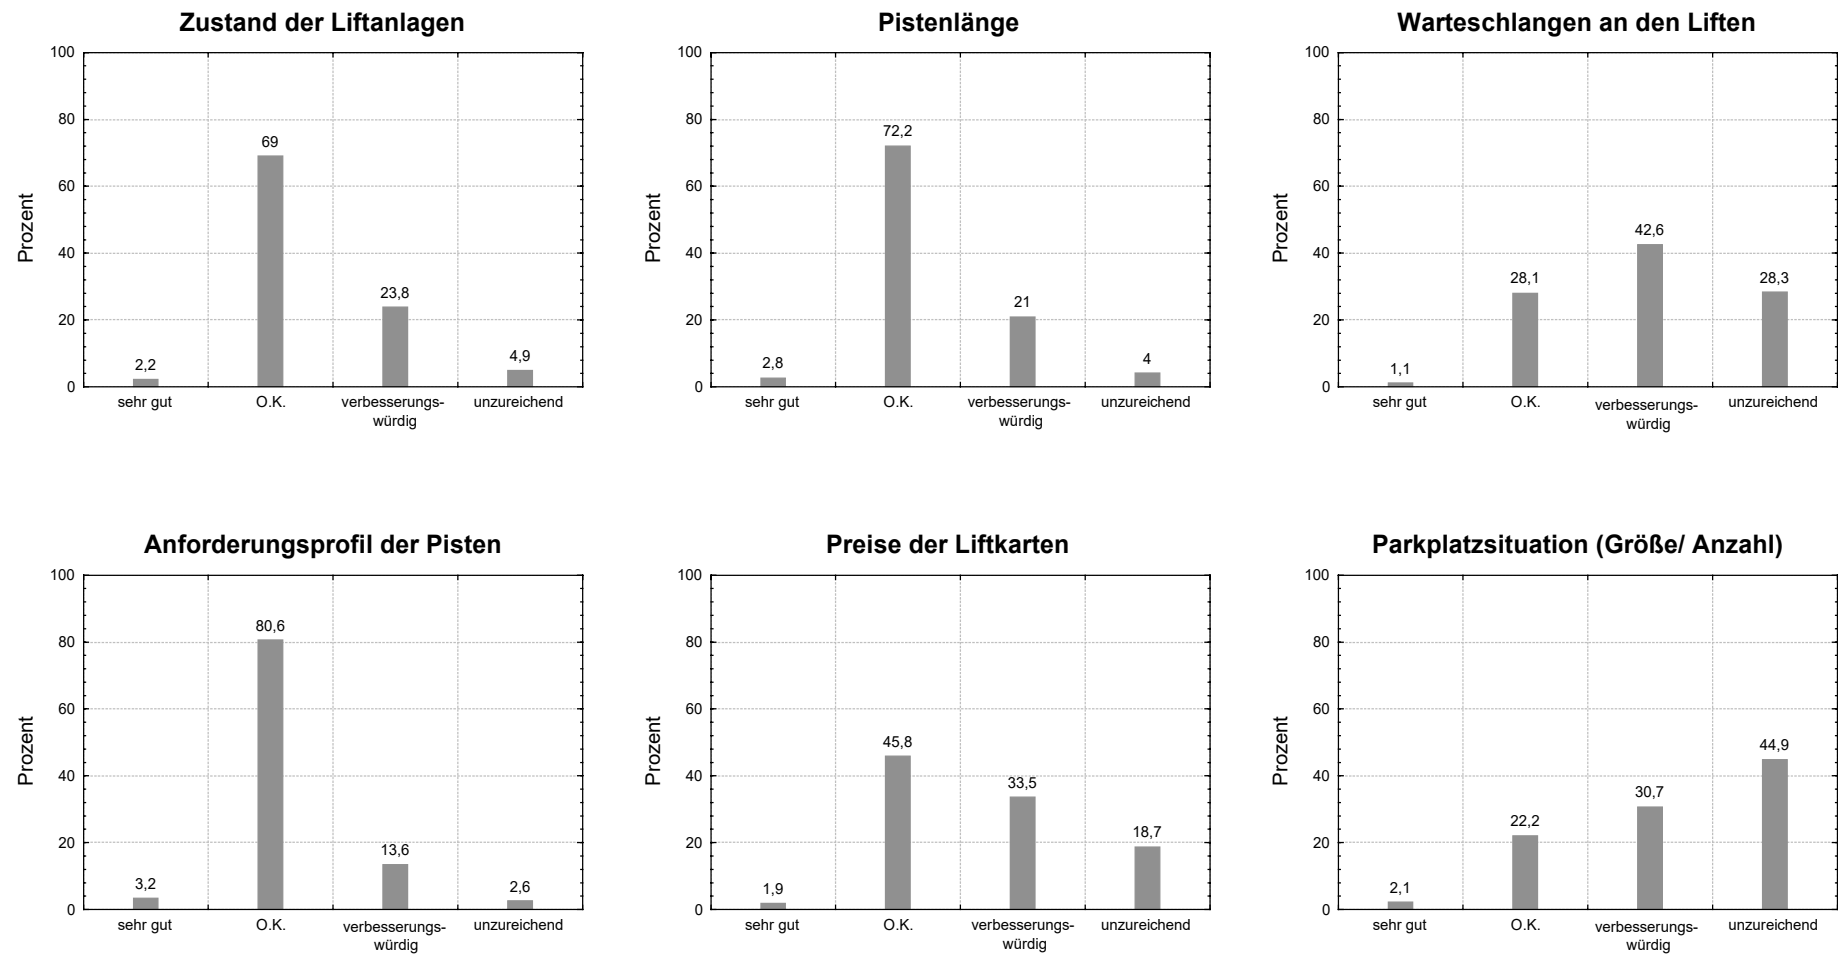 Zustand der Liftanlagen
100
80
60
40
20
0
Prozent
2,2
69
23,8
4,9
sehr gut
O.K.
verbesserungs-
würdig
unzureichend
Pistenlänge
100
80
60
40
20
0
Prozent
2,8
72,2
21
4
sehr gut
O.K.
verbesserungs-
würdig
unzureichend
Warteschlangen an den Liften
100
80
60
40
20
0
Prozent
1,1
28,1
42,6
28,3
sehr gut
O.K.
verbesserungs-
würdig
unzureichend
Anforderungsprofil der Pisten
100
80
60
40
20
0
Prozent
3,2
80,6
13,6
2,6
sehr gut
O.K.
verbesserungs-
würdig
unzureichend
Preise der Liftkarten
100
80
60
40
20
0
Prozent
1,9
45,8
33,5
18,7
sehr gut
O.K.
verbesserungs-
würdig
unzureichend
Parkplatzsituation (Größe/ Anzahl)
100
80
60
40
20
0
Prozent
2,1
22,2
30,7
44,9
sehr gut
O.K.
verbesserungs-
würdig
unzureichend